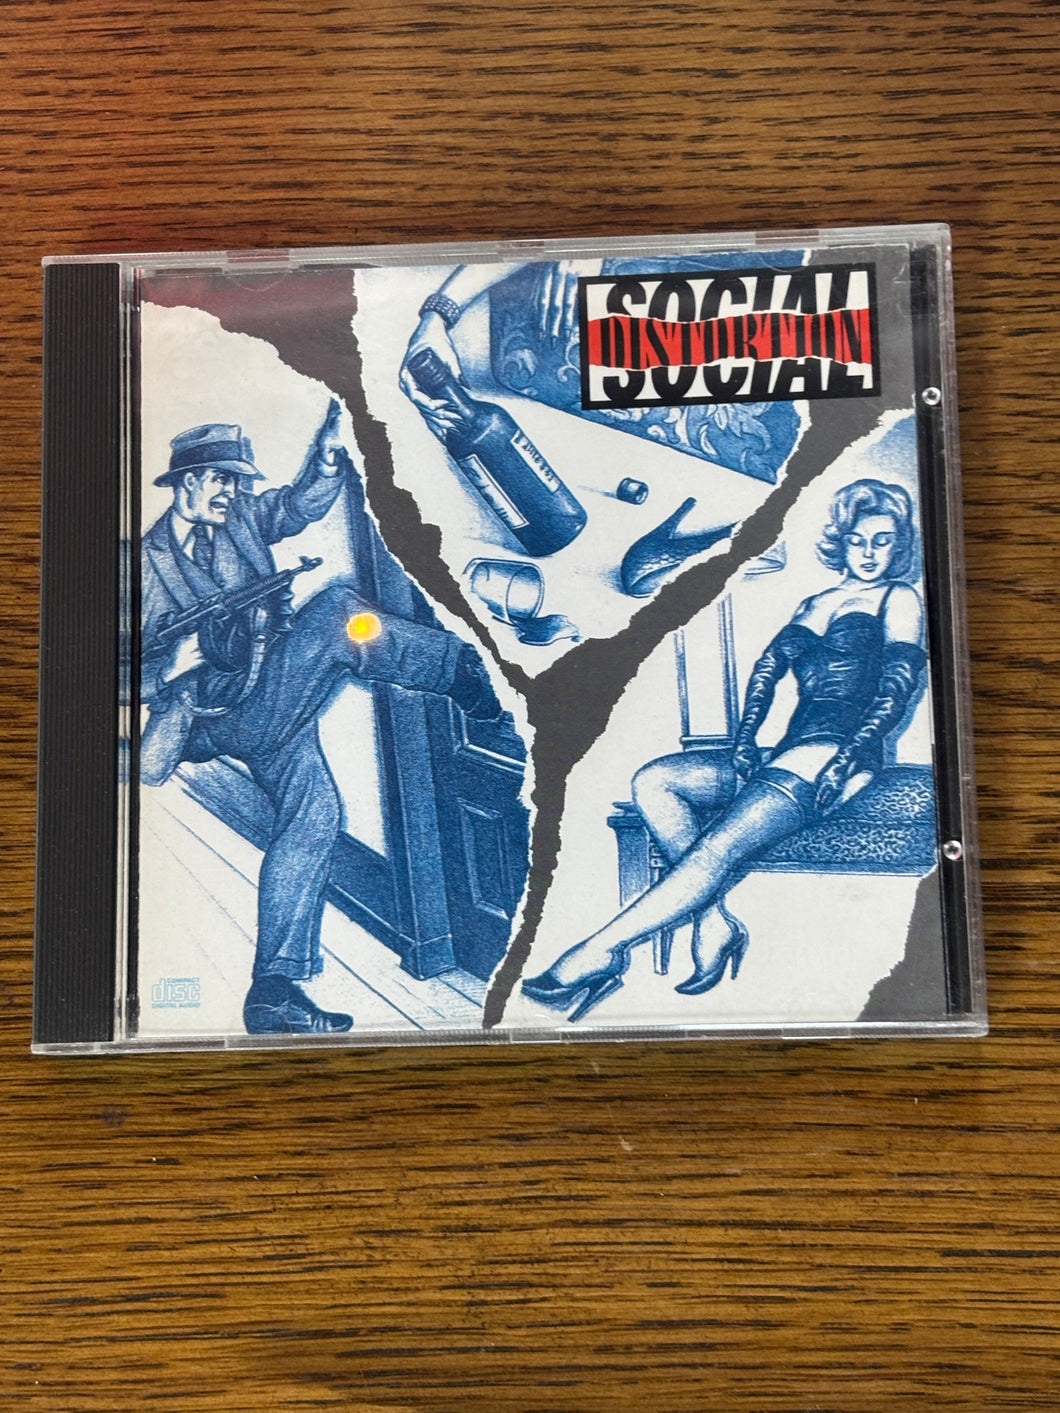 SOCIAL
DISTORTION
SOCIAL
COMPACT
disc
DIGITAL AUDIO